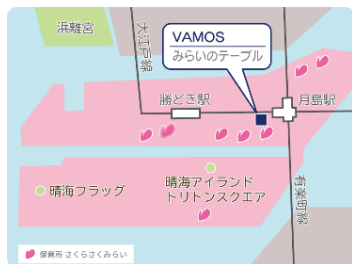 浜離宮
大江戸線
VAMOS
みらいのテーブル
勝どき駅
月島駅
晴海フラッグ
晴海アイランド
トリトンスクエア
有楽町線
保育所 さくらさくみらい